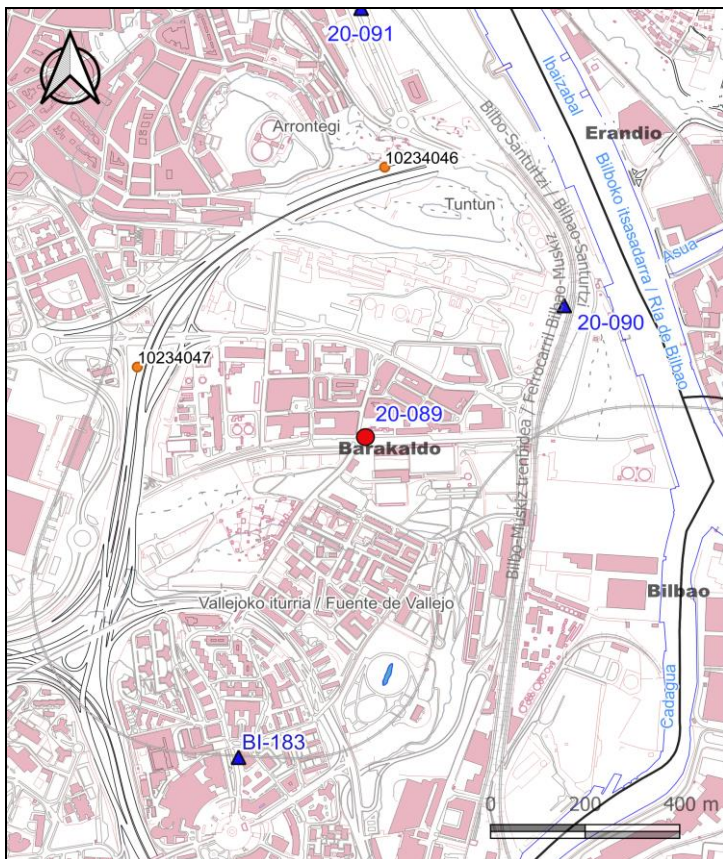 20-091
Ibaizabal
Erandio
Arrontegi
10234046
Bilbo-Santurtzi / Bilbao-Santurtzi
Bilboko itsasadarra / Ría de Bilbao
Tuntun
Asua
20-090
10234047
20-089
Barakaldo
Bilbo-Muskiz trenbidea / Ferrocarril Bilbao-Muskiz
Bilbao
Vallejoko iturria / Fuente de Vallejo
Cadagua
BI-183
0 200 400 m